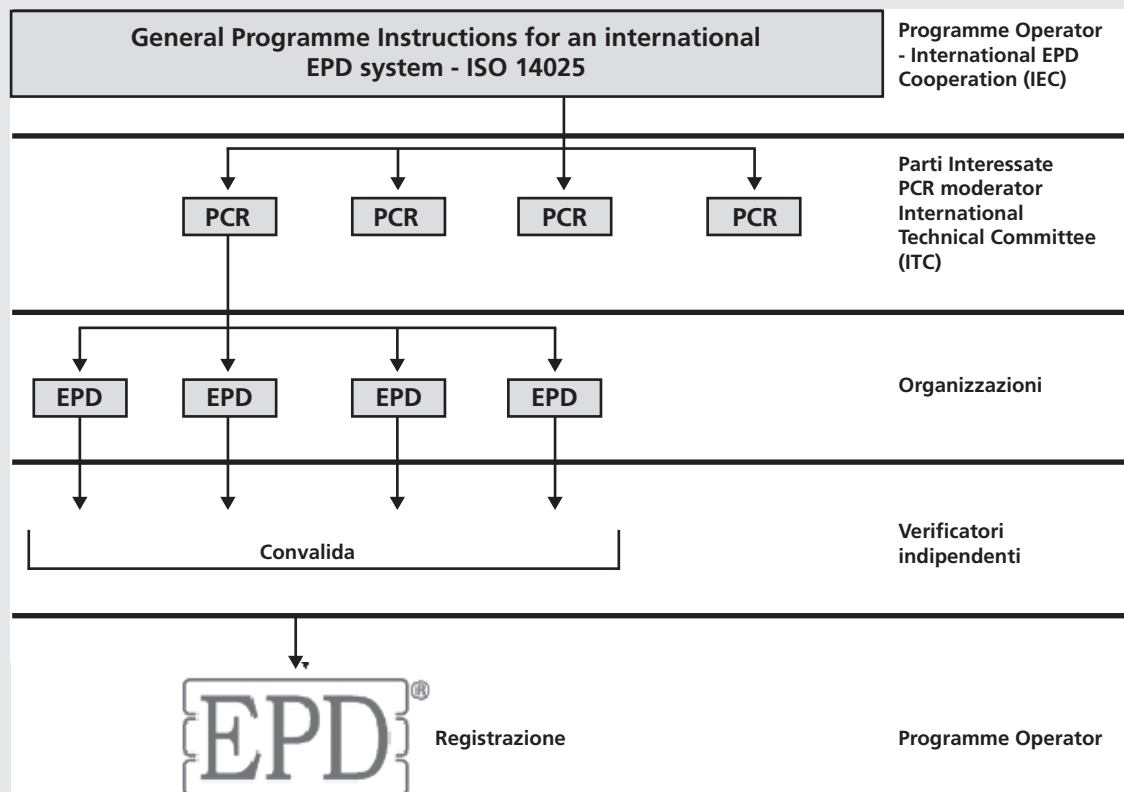 General Programme Instructions for an international
EPD system - ISO 14025
Programme Operator
- International EPD
Cooperation (IEC)
PCR
PCR
PCR
PCR
Parti Interessate
PCR moderator
International
Technical Committee
(ITC)
EPD
EPD
EPD
EPD
Organizzazioni
Convalida
Verificatori
indipendenti
EPD®
Registrazione
Programme Operator